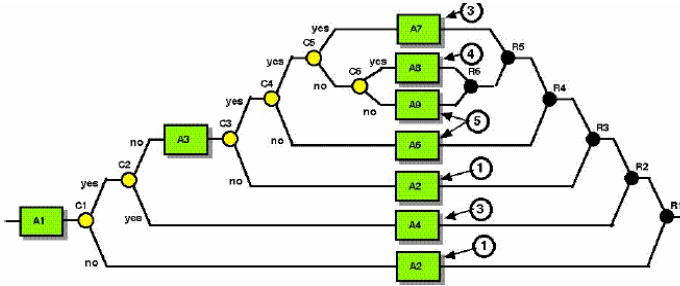 A7
3
C5
yes
R5
A8
4
yes
C6
R6
yes
C4
no
no
A9
5
R4
yes
C3
no
A3
no
A6
R3
C2
no
A2
1
R2
yes
C1
yes
A4
3
A1
R1
no
A2
1